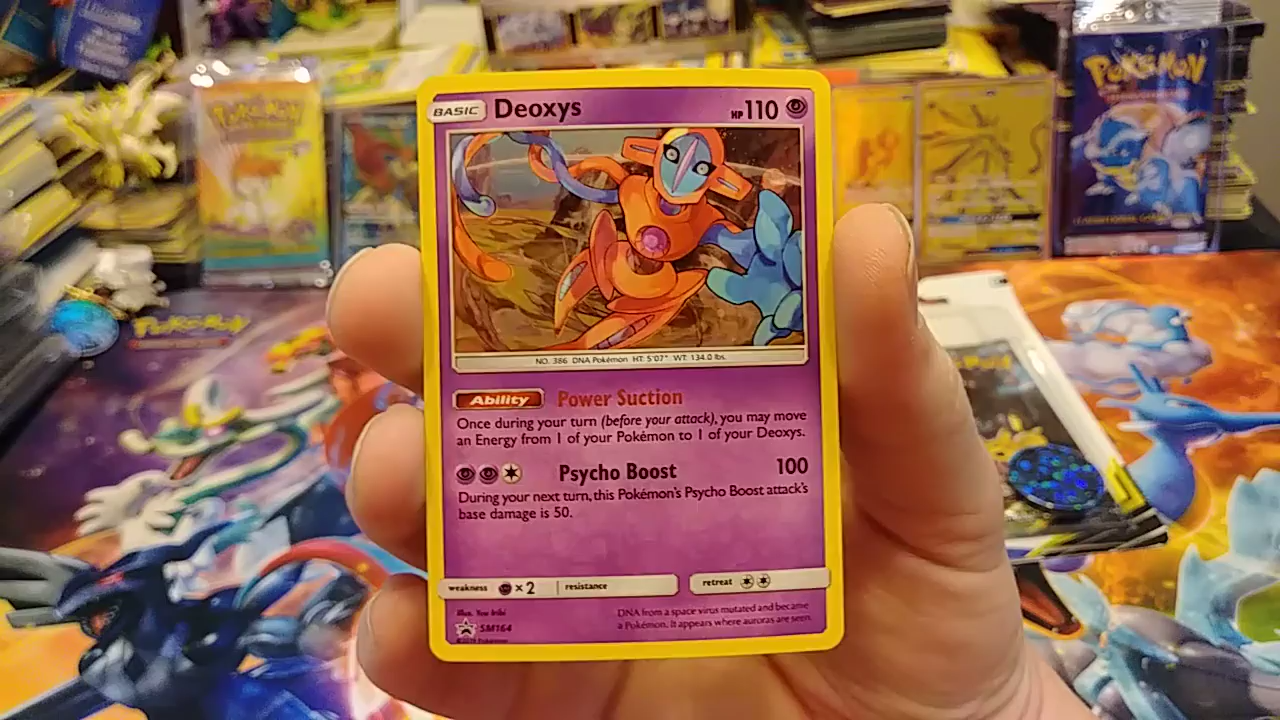 POKÉMON
POKÉMON
POKÉMON
BASIC Deoxys HP110
NO. 386 DNA Pokémon HT: 5'07" WT: 134.0 lbs.
Ability Power Suction
Once during your turn (before your attack), you may move
an Energy from 1 of your Pokémon to 1 of your Deoxys.
Psycho Boost 100
During your next turn, this Pokémon's Psycho Boost attack's
base damage is 50.
weakness ×2 resistance retreat
Illus.
SM164
DNA from a space virus mutated and became
a Pokémon. It appears where auroras are seen.